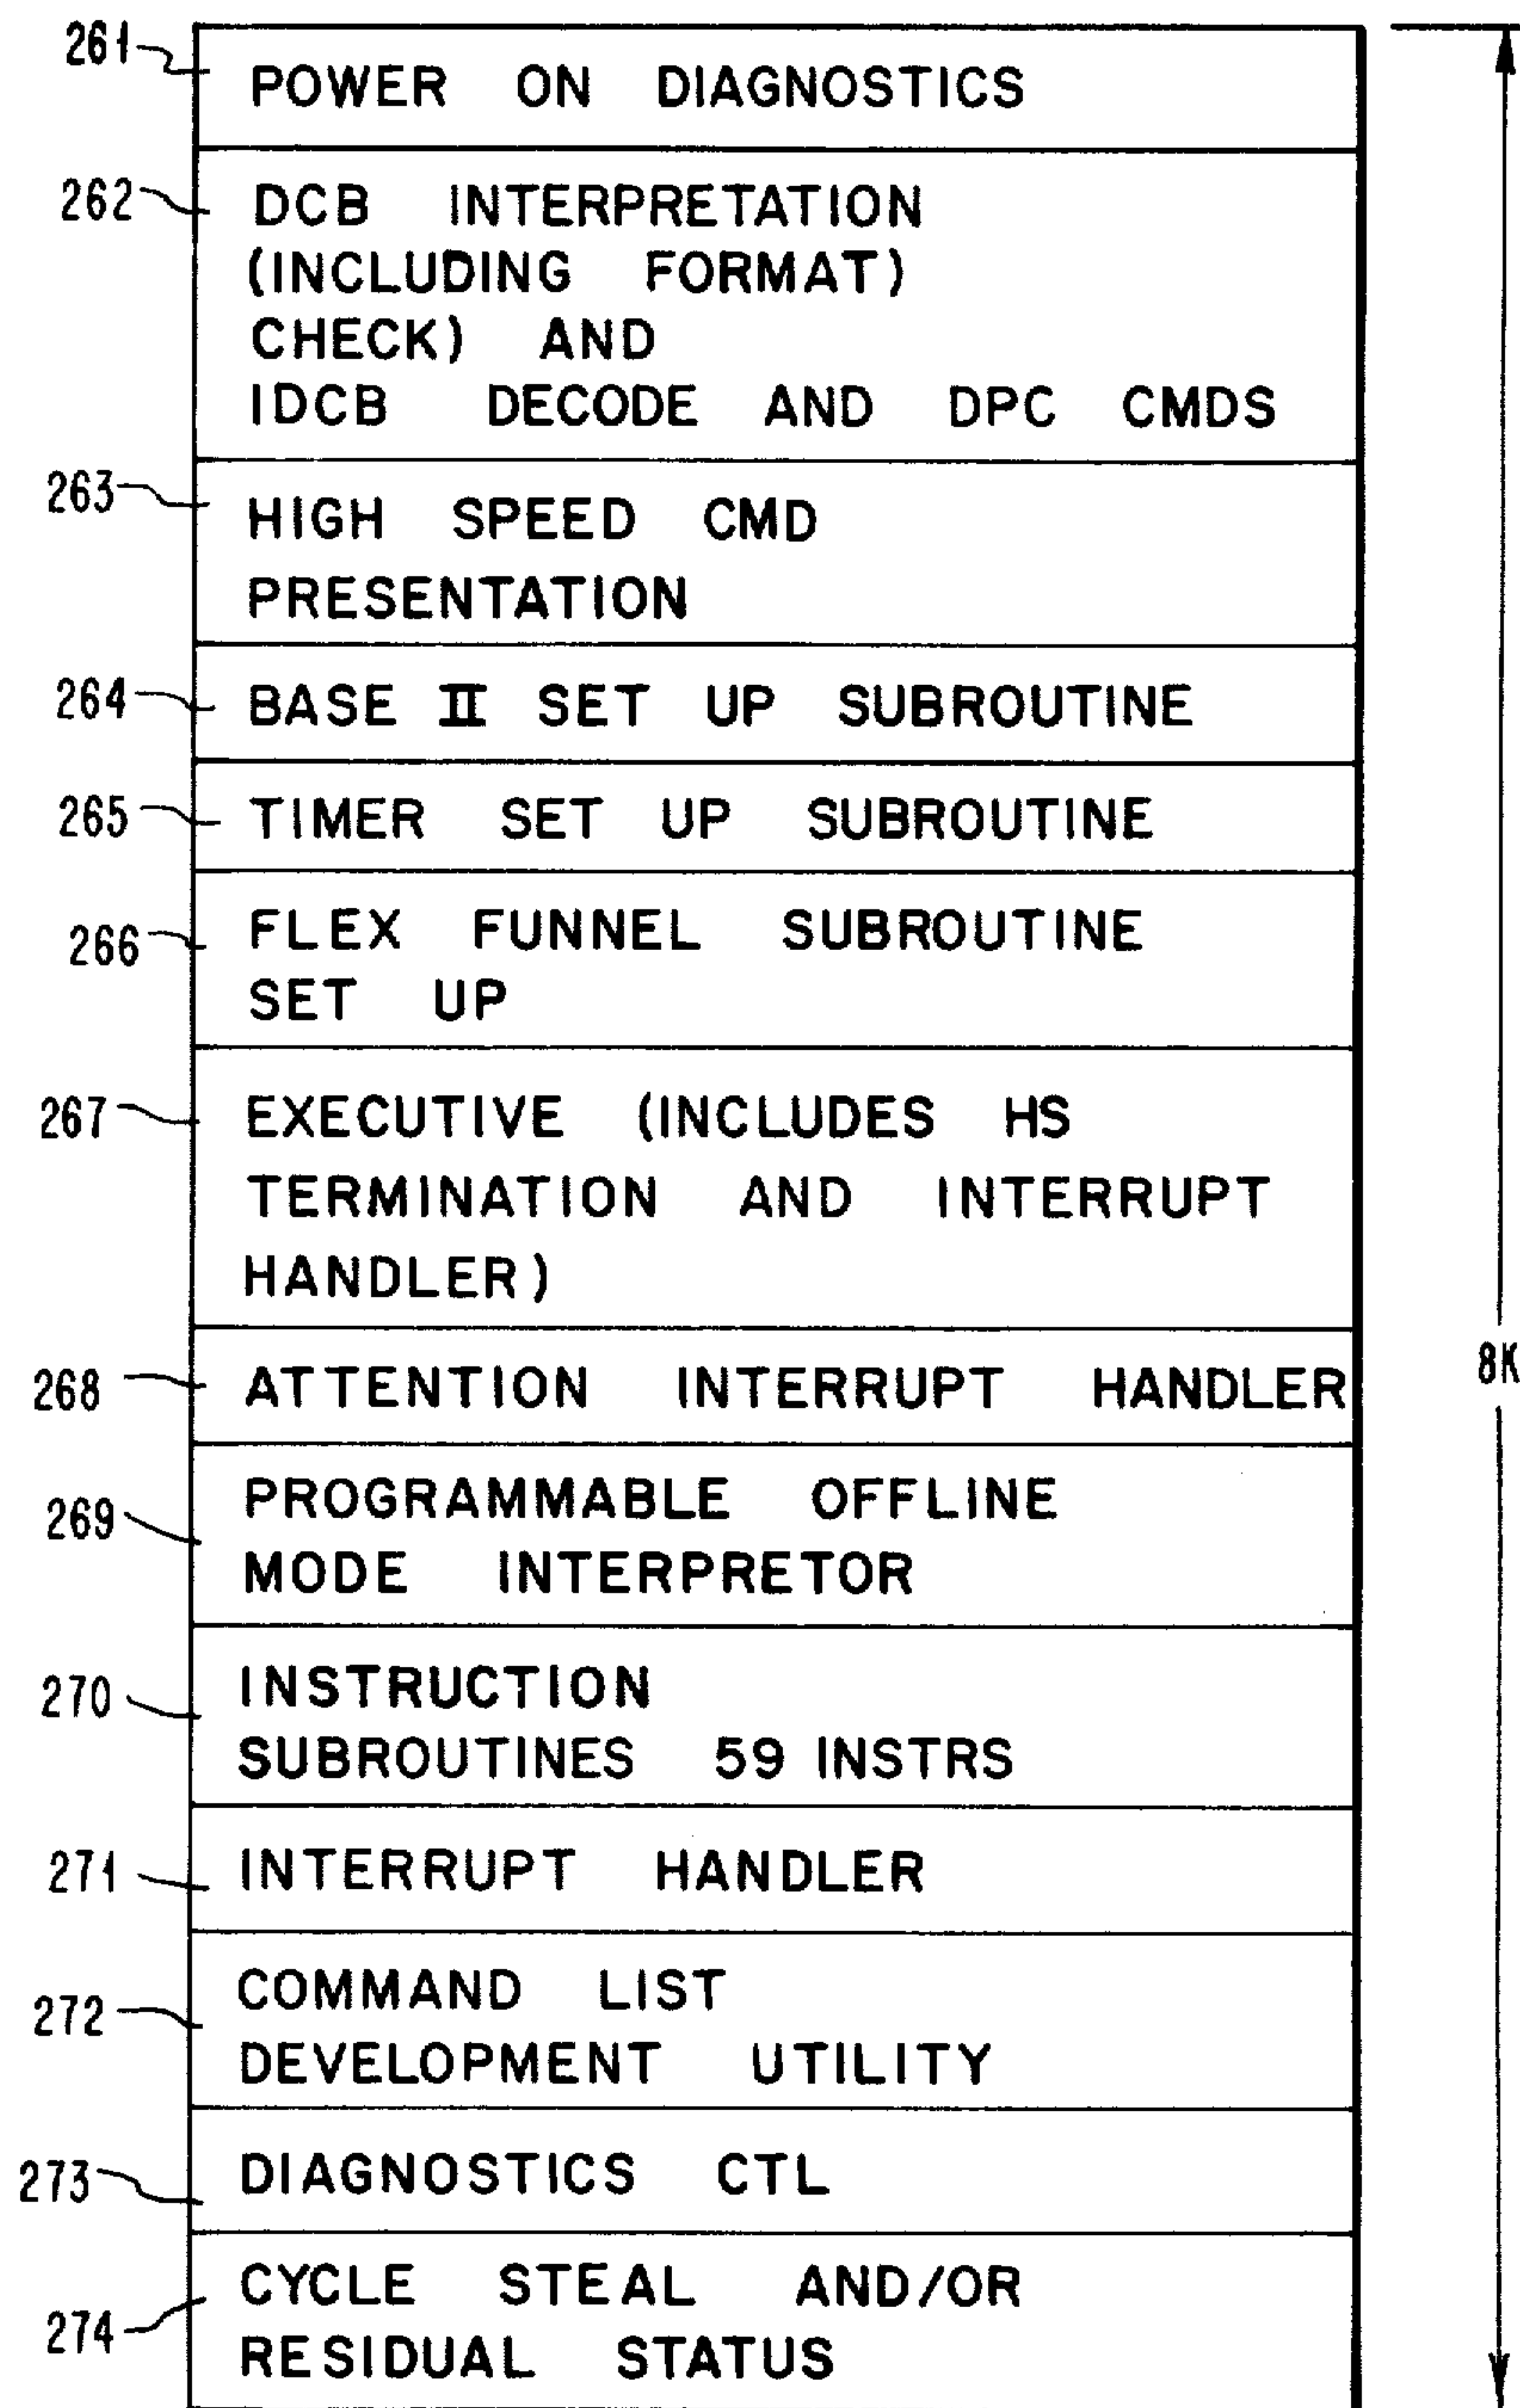 261 POWER ON DIAGNOSTICS
262 DCB INTERPRETATION
(INCLUDING FORMAT)
CHECK) AND
IDCB DECODE AND DPC CMDS
263 HIGH SPEED CMD
PRESENTATION
264 BASE II SET UP SUBROUTINE
265 TIMER SET UP SUBROUTINE
266 FLEX FUNNEL SUBROUTINE
SET UP
267 EXECUTIVE (INCLUDES HS
TERMINATION AND INTERRUPT
HANDLER)
268 ATTENTION INTERRUPT HANDLER
8K
269 PROGRAMMABLE OFFLINE
MODE INTERPRETOR
270 INSTRUCTION
SUBROUTINES 59 INSTRS
271 INTERRUPT HANDLER
272 COMMAND LIST
DEVELOPMENT UTILITY
273 DIAGNOSTICS CTL
274 CYCLE STEAL AND/OR
RESIDUAL STATUS